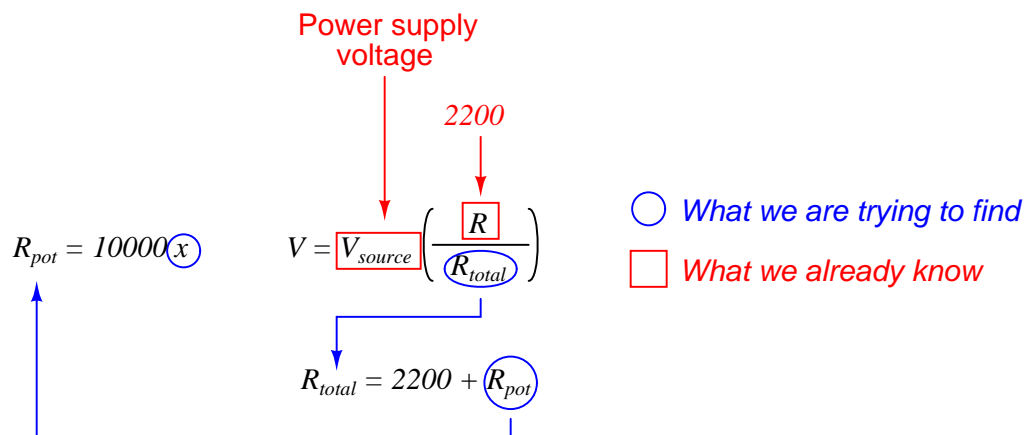 Power supply
voltage
2200
R_pot = 10000 x
V = V_source ( R / R_total )
What we are trying to find
What we already know
R_total = 2200 + R_pot